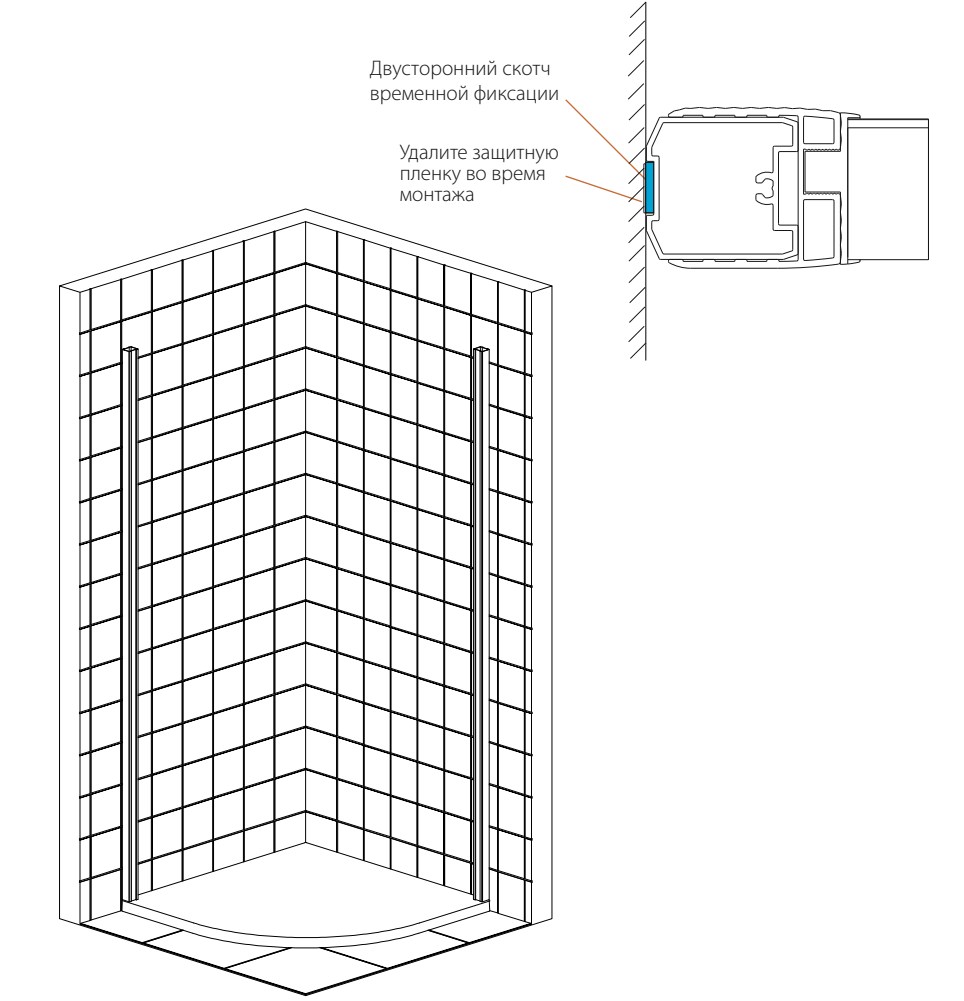 Двусторонний скотч
временной фиксации
Удалите защитную
пленку во время
монтажа